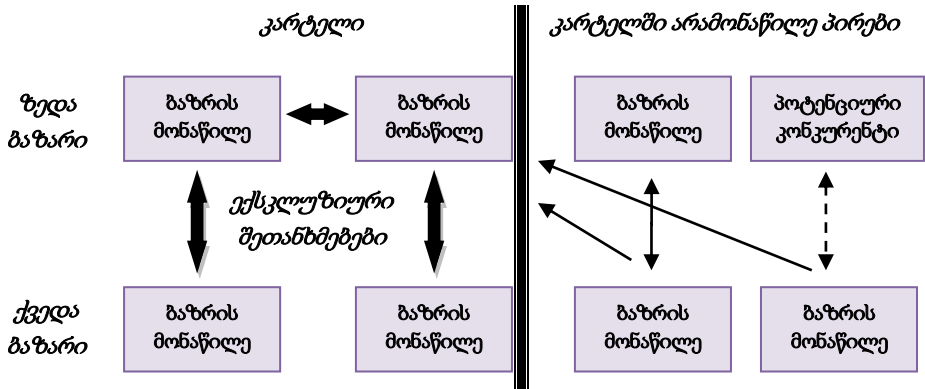 კარტელი
კარტელში არამონაწილე პირები
ზედა
ბაზარი
ბაზრის
მონაწილე
ბაზრის
მონაწილე
ბაზრის
მონაწილე
პოტენციური
კონკურენტი
ექსკლუზიური
შეთანხმებები
ქვედა
ბაზარი
ბაზრის
მონაწილე
ბაზრის
მონაწილე
ბაზრის
მონაწილე
ბაზრის
მონაწილე